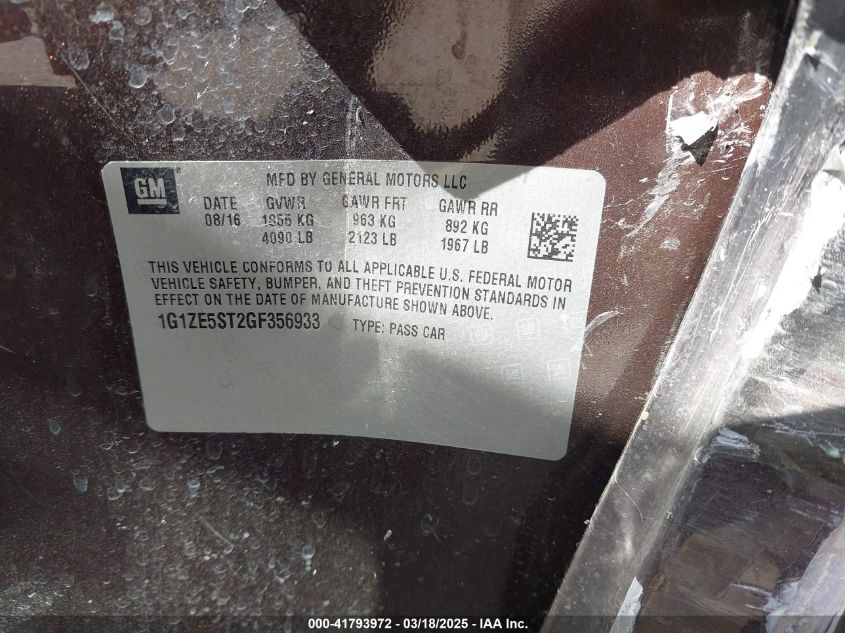 GM
MFD BY GENERAL MOTORS LLC
DATE GVWR GAWR FRT GAWR RR
08/16 1855 KG 963 KG 892 KG
4090 LB 2123 LB 1967 LB
THIS VEHICLE CONFORMS TO ALL APPLICABLE U.S. FEDERAL MOTOR
VEHICLE SAFETY, BUMPER, AND THEFT PREVENTION STANDARDS IN
EFFECT ON THE DATE OF MANUFACTURE SHOWN ABOVE.
1G1ZE5ST2GF356933 TYPE: PASS CAR
000-41793972 - 03/18/2025 - IAA Inc.